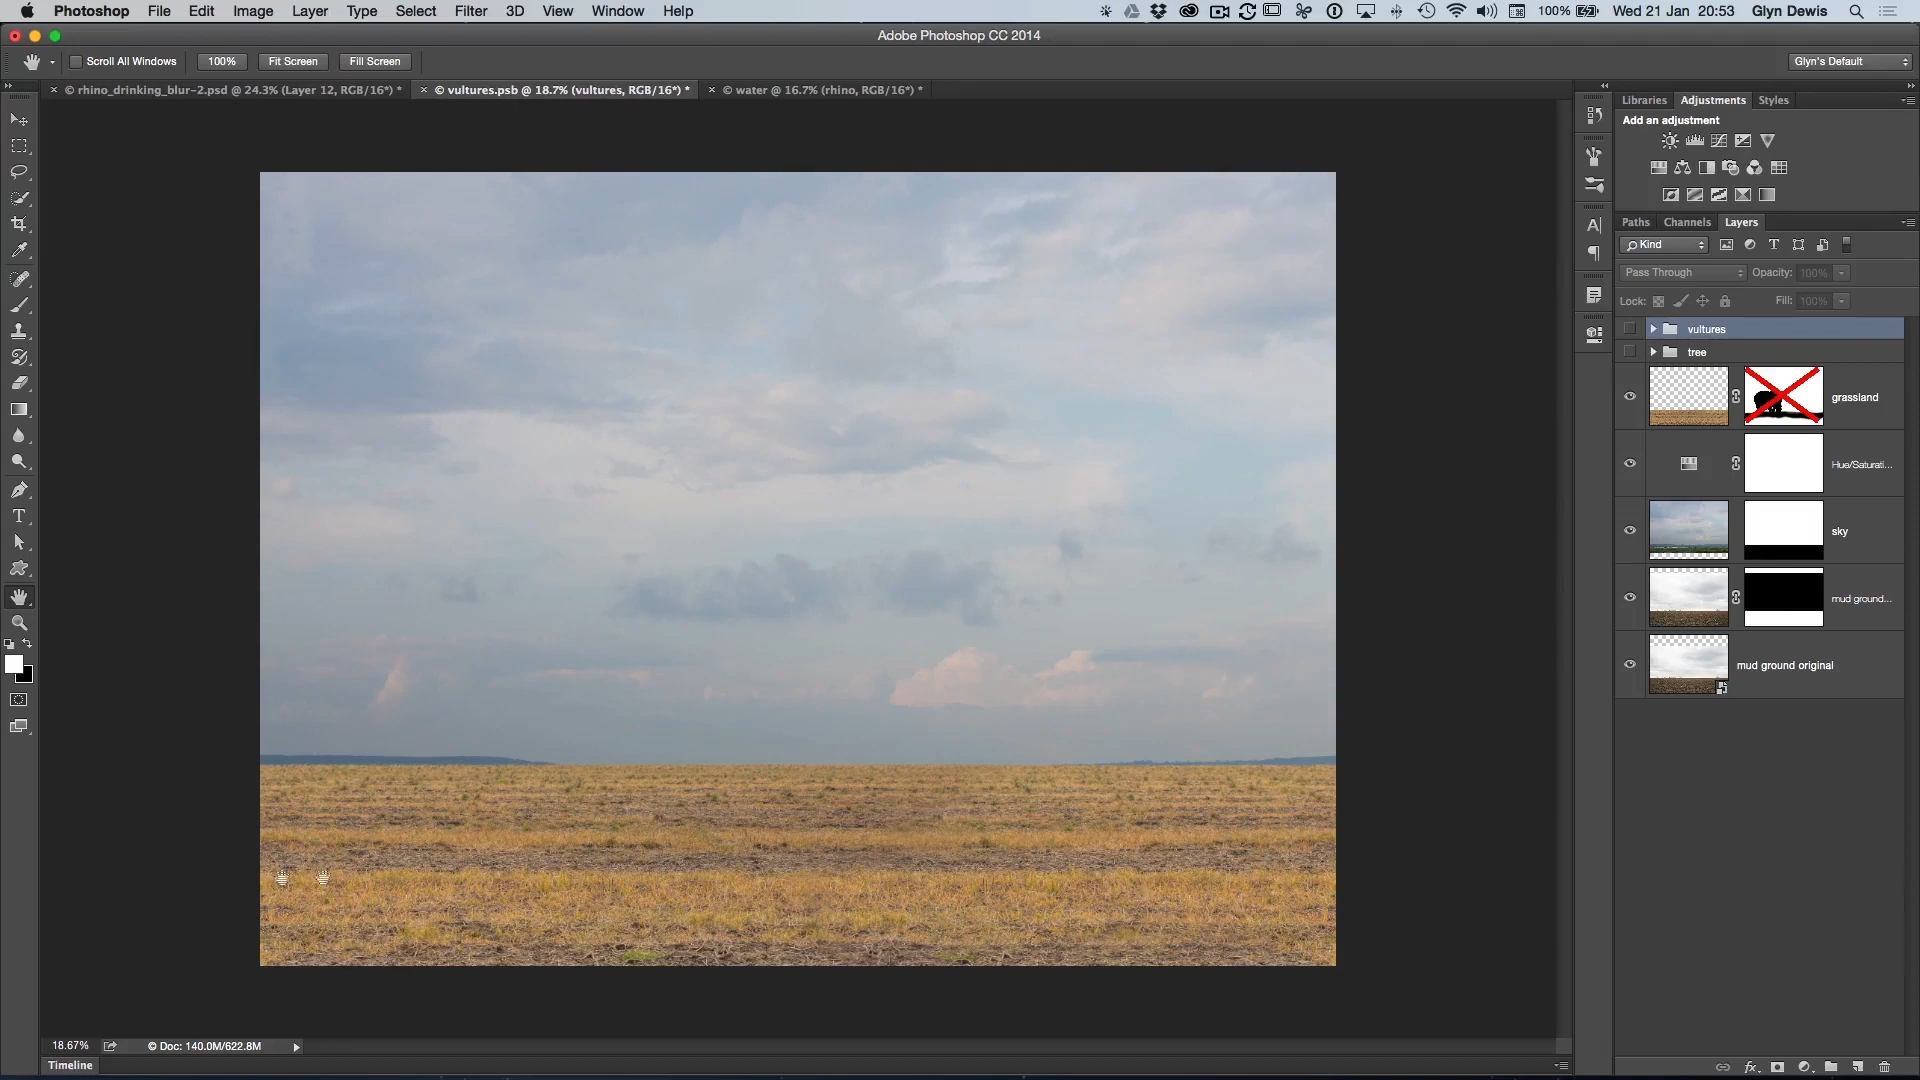 Photoshop File Edit Image Layer Type Select Filter 3D View Window Help 100% Wed 21 Jan 20:53 Glyn Dewis
Adobe Photoshop CC 2014
Scroll All Windows 100% Fit Screen Fill Screen Glyn's Default
© rhino_drinking_blur-2.psd @ 24.3% (Layer 12, RGB/16*) * © vultures.psb @ 18.7% (vultures, RGB/16*) * © water @ 16.7% (rhino, RGB/16*) *
Libraries Adjustments Styles
Add an adjustment
Paths Channels Layers
Kind
Pass Through Opacity: 100%
Lock: Fill: 100%
vultures
tree
grassland
Hue/Saturati...
sky
mud ground...
mud ground original
18.67% © Doc: 140.0M/622.8M
Timeline